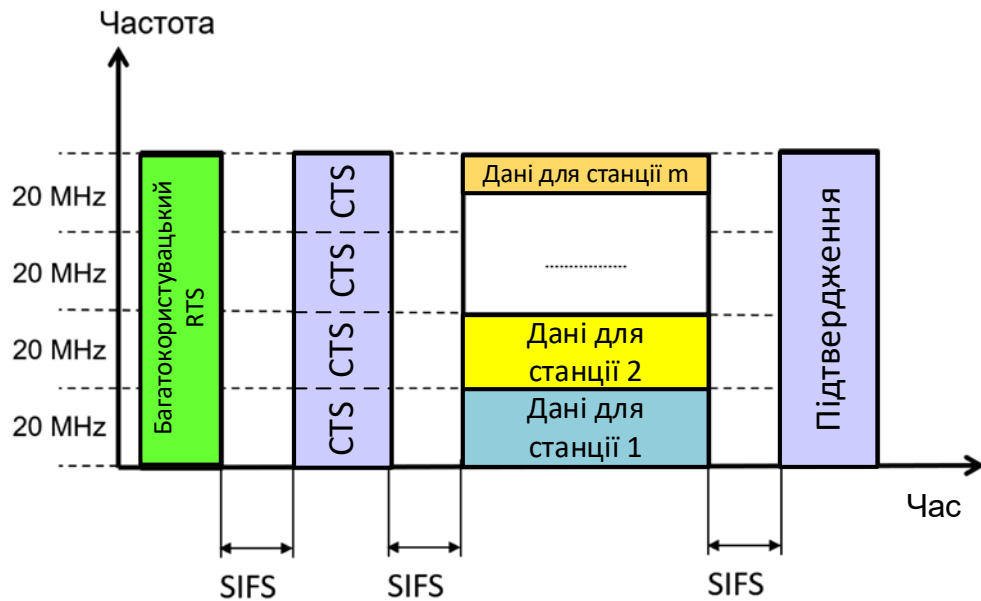 Частота
20 MHz
20 MHz
20 MHz
20 MHz
Багатокористувацький
RTS
CTS
CTS
CTS
CTS
Дані для станції m
......................
Дані для
станції 2
Дані для
станції 1
Підтвердження
Час
SIFS
SIFS
SIFS